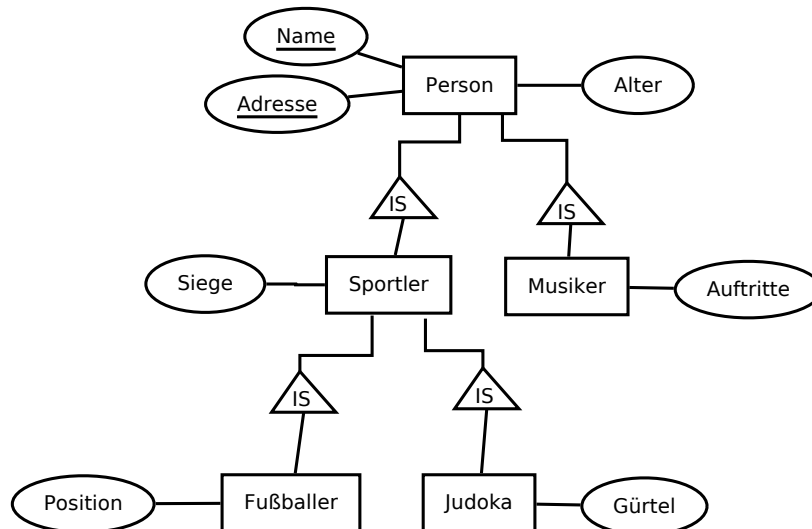 Name
Person
Alter
Adresse
IS
IS
Siege
Sportler
Musiker
Auftritte
IS
IS
Position
Fußballer
Judoka
Gürtel